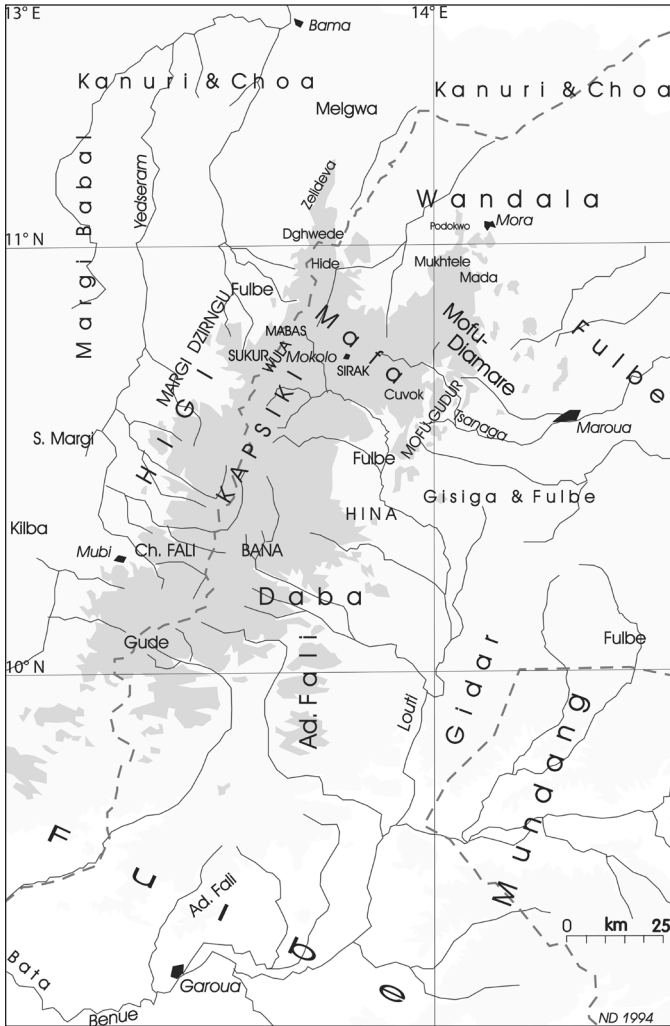 13° E
14° E
Bama
Kanuri & Choa
Kanuri & Choa
Melgwa
Margi Babal
Yedseram
Zelideva
Wandala
Podokwo
Mora
11° N
Dghwede
Hide
Mukhtele
Mada
Fulbe
MARGI DZIRNGU
MABAS
Mafa
Mofu-
Diamare
Fulbe
SUKUR
WULA
Mokolo
SIRAK
Cuvok
HIGI
KAPSIKI
MOFU-GUDUR
Tsanaga
Maroua
S. Margi
Fulbe
Gisiga & Fulbe
Kilba
HINA
Mubi
Ch. FALI
BANA
Daba
Gude
Fulbe
10° N
Ad. Fali
Louti
Gidar
Mundang
Fulbe
Ad. Fali
0 km 25
Bata
Garoua
Benue
ND 1994